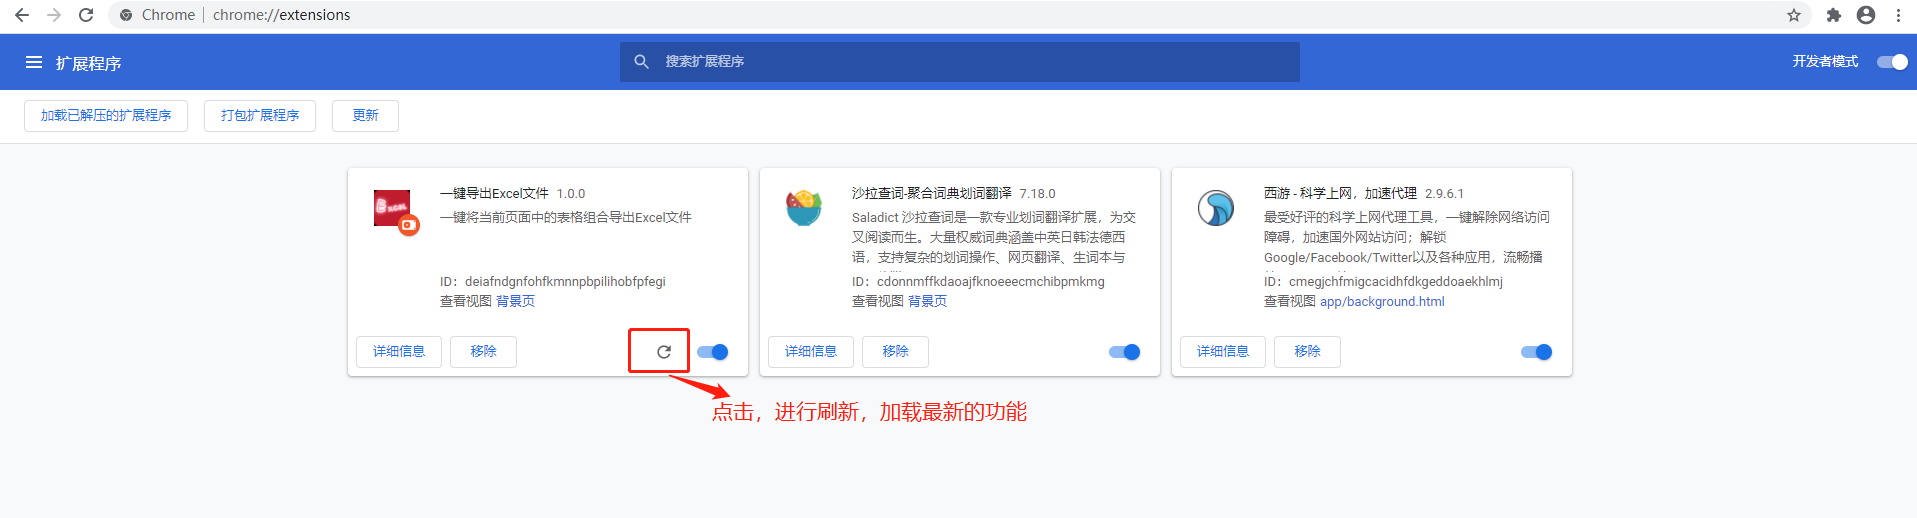 Chrome | chrome://extensions
扩展程序
搜索扩展程序
开发者模式
加载已解压的扩展程序
打包扩展程序
更新
一键导出Excel文件 1.0.0
一键将当前页面中的表格组合导出Excel文件
ID：deiafndgnfohfkmnnpbpilihobfpfegi
查看视图 背景页
详细信息
移除
沙拉查词-聚合词典划词翻译 7.18.0
Saladict 沙拉查词是一款专业划词翻译扩展，为交
叉阅读而生。大量权威词典涵盖中英日韩法德西
语，支持复杂的划词操作、网页翻译、生词本与
ID：cdonnmffkdaoajfknoeeecmchibpmkmg
查看视图 背景页
详细信息
移除
西游 - 科学上网，加速代理 2.9.6.1
最受好评的科学上网代理工具，一键解除网络访问
障碍，加速国外网站访问；解锁
Google/Facebook/Twitter以及各种应用，流畅播
ID：cmegjchfmigcacidhfdkgeddoaekhlmj
查看视图 app/background.html
详细信息
移除
点击，进行刷新，加载最新的功能
Excel